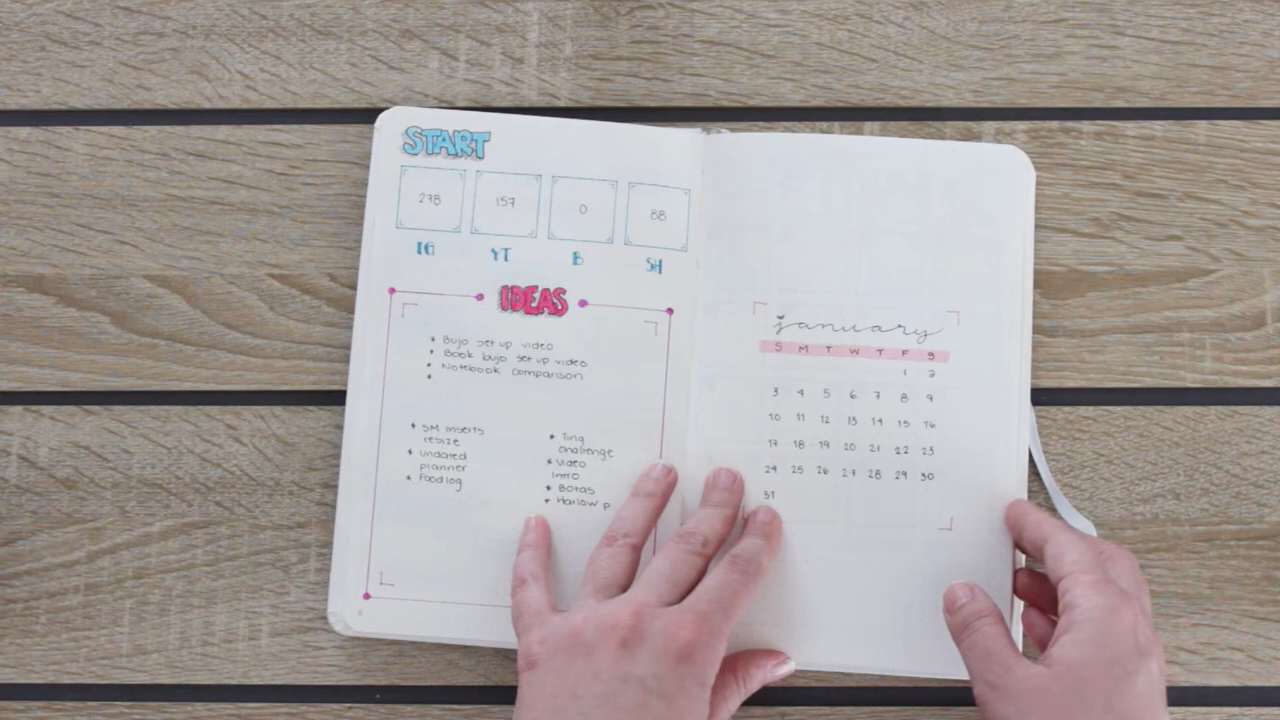 START
278 157 0 88
IG YT B SH
IDEAS
• Bujo set up video
• Book bujo set up video
• Notebook comparison
•
* SM inserts
resize
* undated
planner
* Food log
* Ting
challenge
* Video
intro
* Botas
* Harlow
january
S M T W T F S
1 2
3 4 5 6 7 8 9
10 11 12 13 14 15 16
17 18 19 20 21 22 23
24 25 26 27 28 29 30
31